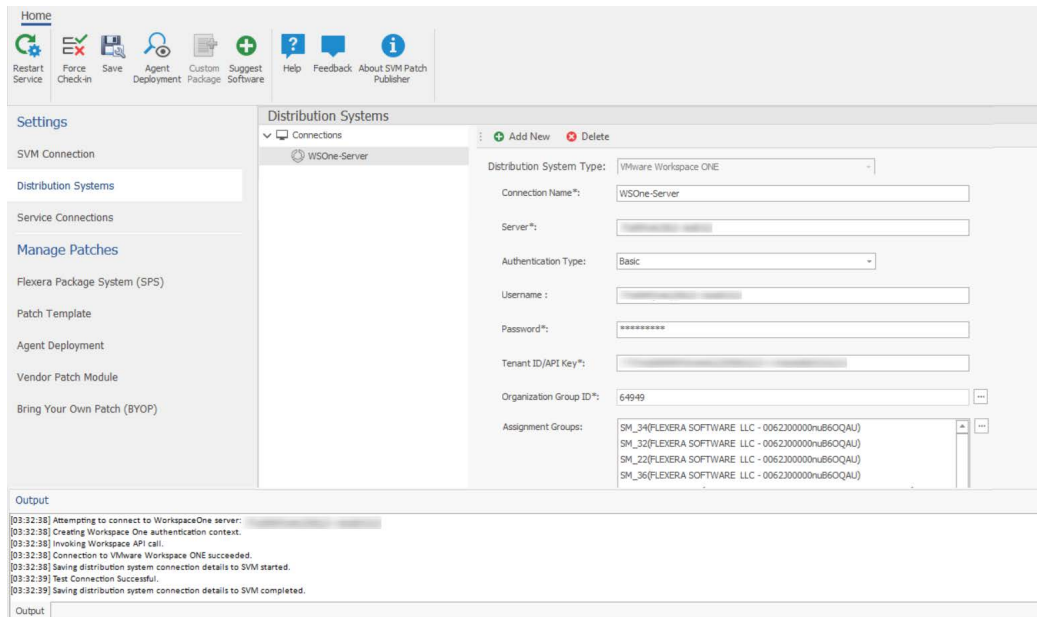 Home
Restart Service
Force Check-in
Save
Agent Deployment
Custom Package
Suggest Software
Help
Feedback
About SVM Patch Publisher
Settings
SVM Connection
Distribution Systems
Service Connections
Manage Patches
Flexera Package System (SPS)
Patch Template
Agent Deployment
Vendor Patch Module
Bring Your Own Patch (BYOP)
Distribution Systems
Connections
WSOne-Server
Add New Delete
Distribution System Type: VMware Workspace ONE
Connection Name*: WSOne-Server
Server*:
Authentication Type: Basic
Username :
Password*: *********
Tenant ID/API Key*:
Organization Group ID*: 64949 ...
Assignment Groups: SM_34(FLEXERA SOFTWARE LLC - 0062J00000nuB6OQAU) ...
SM_32(FLEXERA SOFTWARE LLC - 0062J00000nuB6OQAU)
SM_22(FLEXERA SOFTWARE LLC - 0062J00000nuB6OQAU)
SM_36(FLEXERA SOFTWARE LLC - 0062J00000nuB6OQAU)
Output
[03:32:38] Attempting to connect to WorkspaceOne server:
[03:32:38] Creating Workspace One authentication context.
[03:32:38] Invoking Workspace API call.
[03:32:38] Connection to VMware Workspace ONE succeeded.
[03:32:38] Saving distribution system connection details to SVM started.
[03:32:39] Test Connection Successful.
[03:32:39] Saving distribution system connection details to SVM completed.
Output